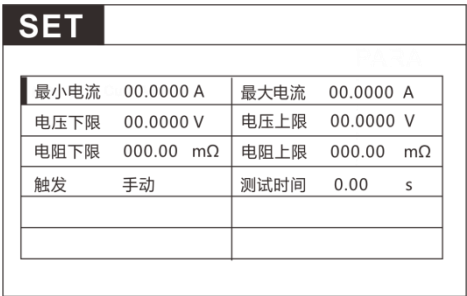 SET
最小电流 00.0000 A 最大电流 00.0000 A
电压下限 00.0000 V 电压上限 00.0000 V
电阻下限 000.00 mΩ 电阻上限 000.00 mΩ
触发 手动 测试时间 0.00 s